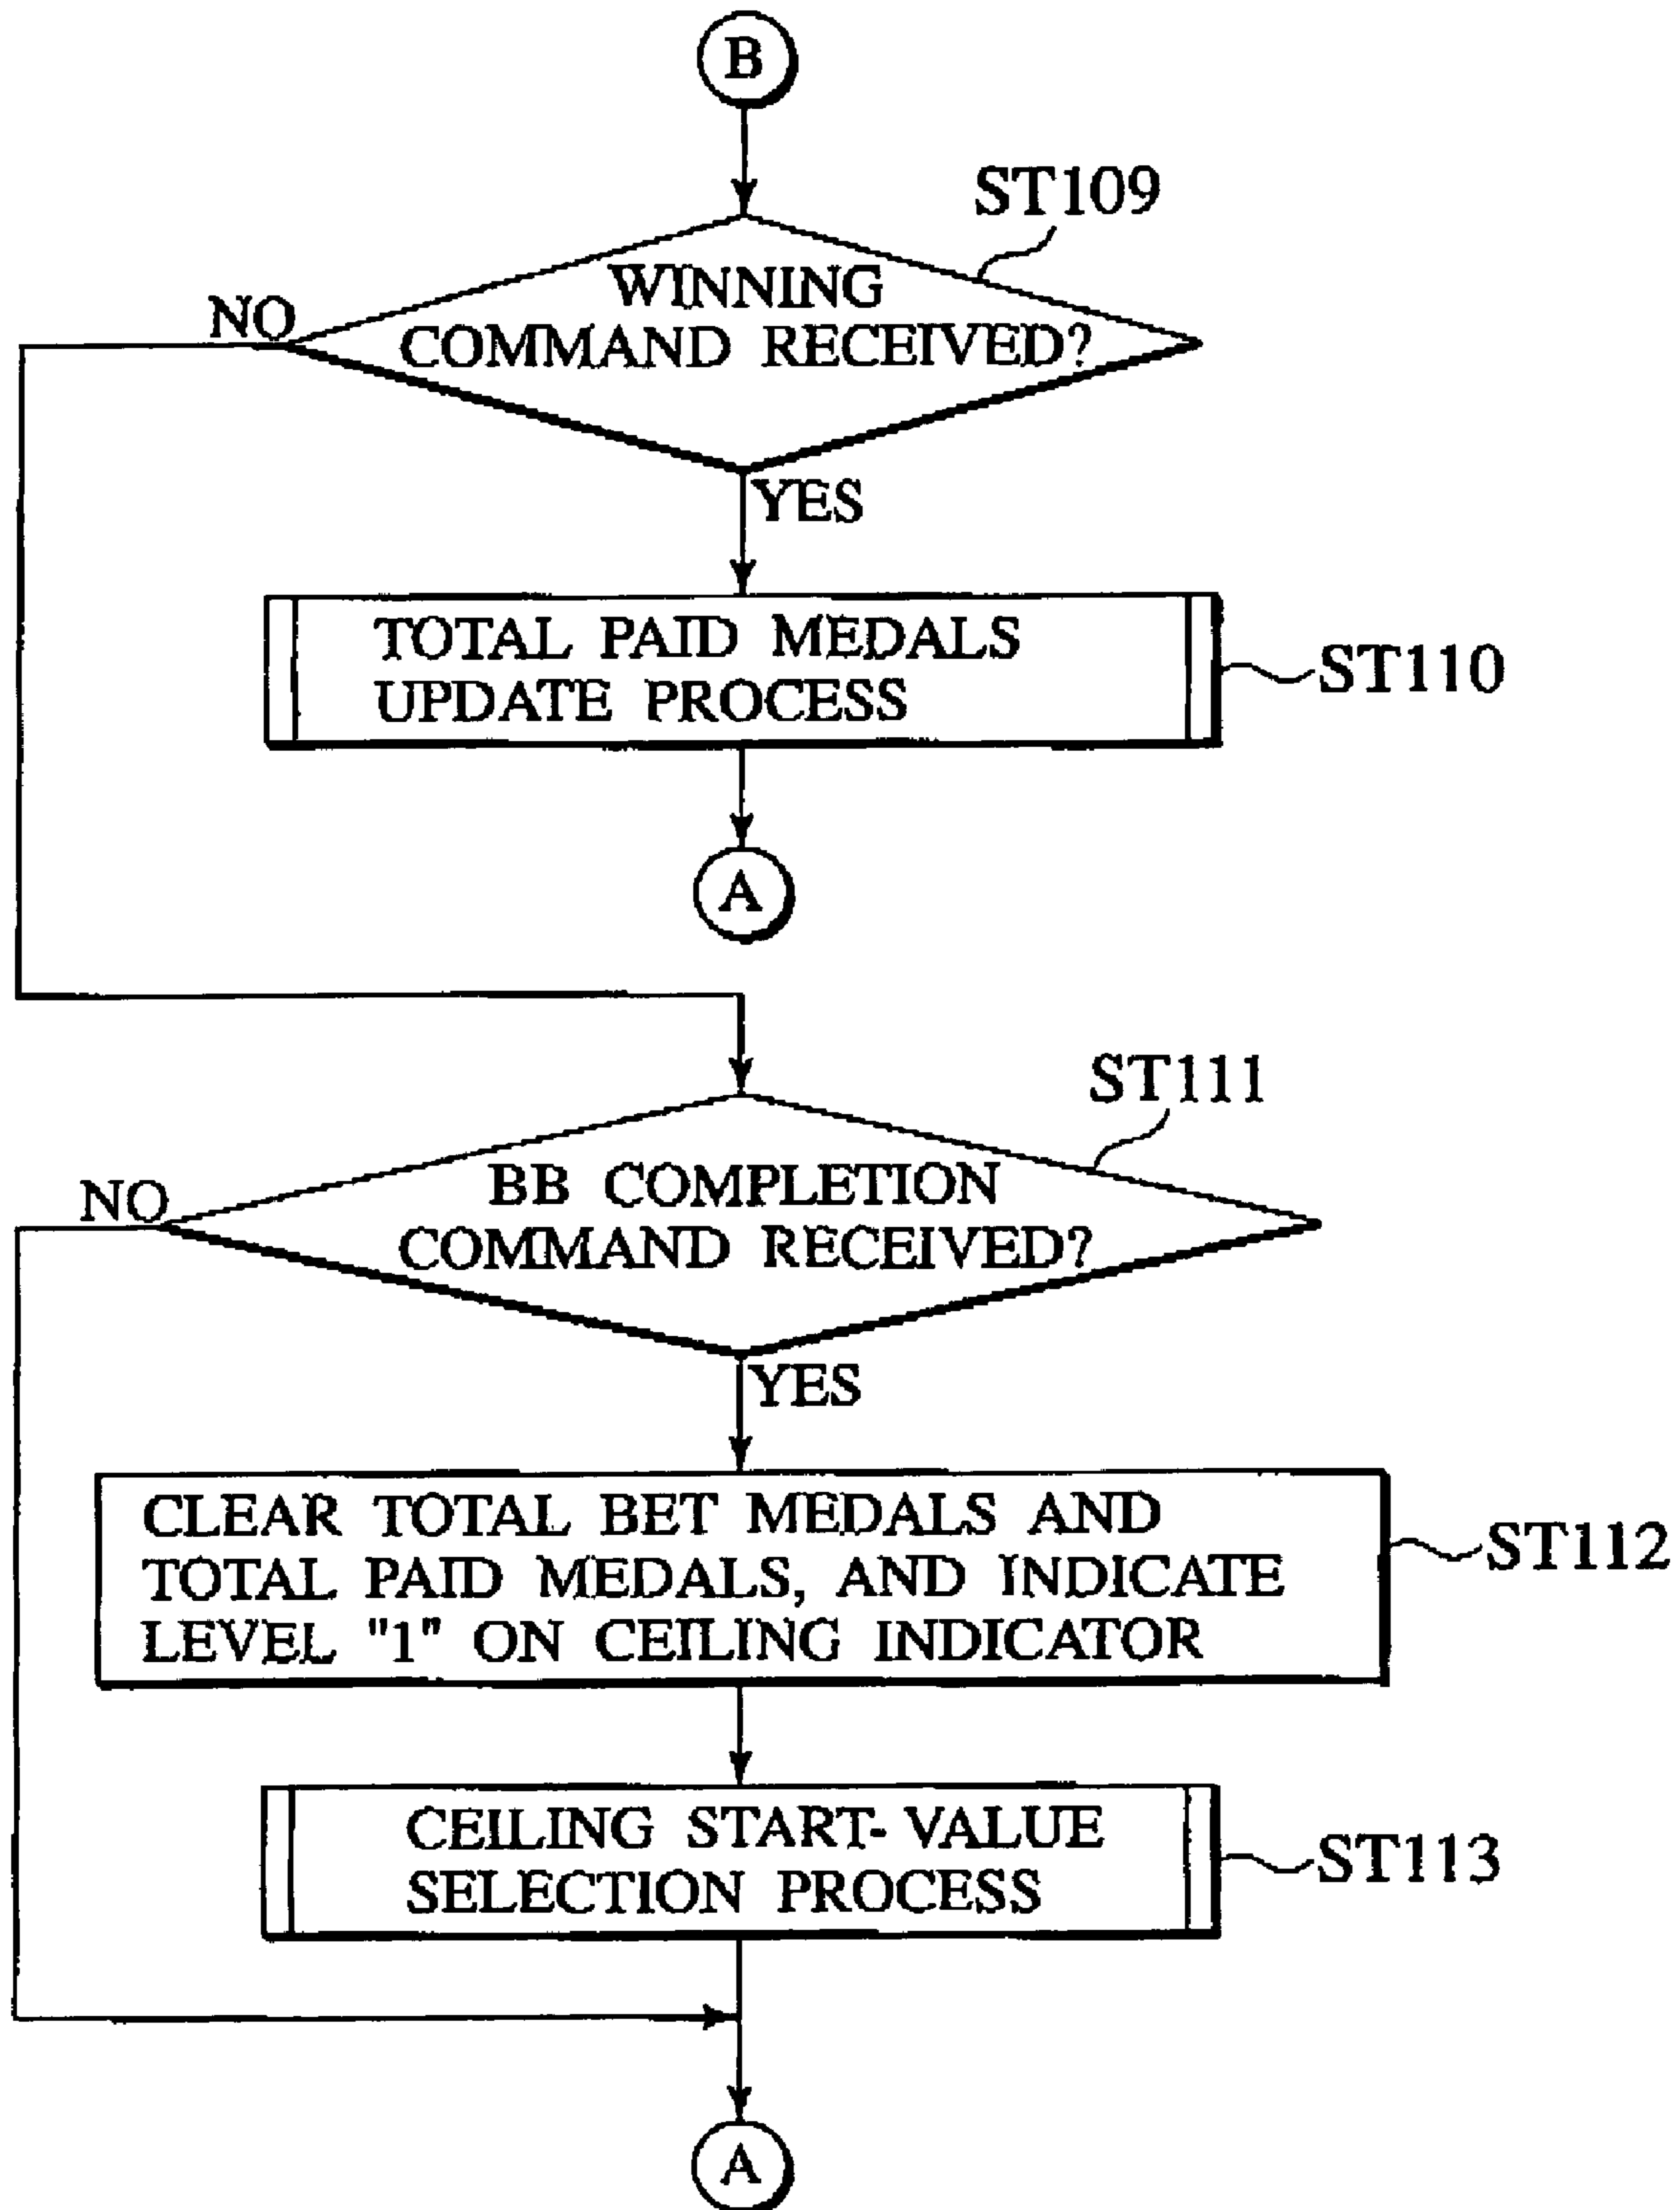 B
ST109
WINNING
COMMAND RECEIVED?
NO
YES
TOTAL PAID MEDALS
UPDATE PROCESS
ST110
A
ST111
BB COMPLETION
COMMAND RECEIVED?
NO
YES
CLEAR TOTAL BET MEDALS AND
TOTAL PAID MEDALS, AND INDICATE
LEVEL "1" ON CEILING INDICATOR
ST112
CEILING START-VALUE
SELECTION PROCESS
ST113
A